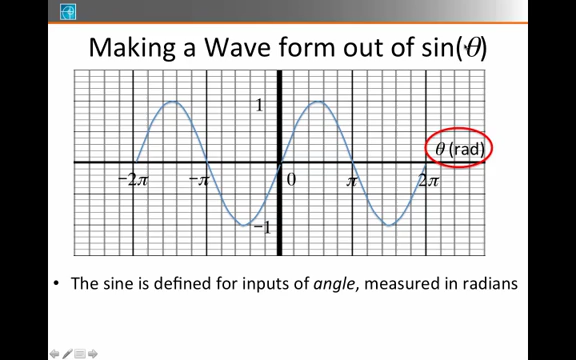 Making a Wave form out of sin(θ)
1
θ (rad)
−2π −π 0 π 2π
−1
• The sine is defined for inputs of angle, measured in radians